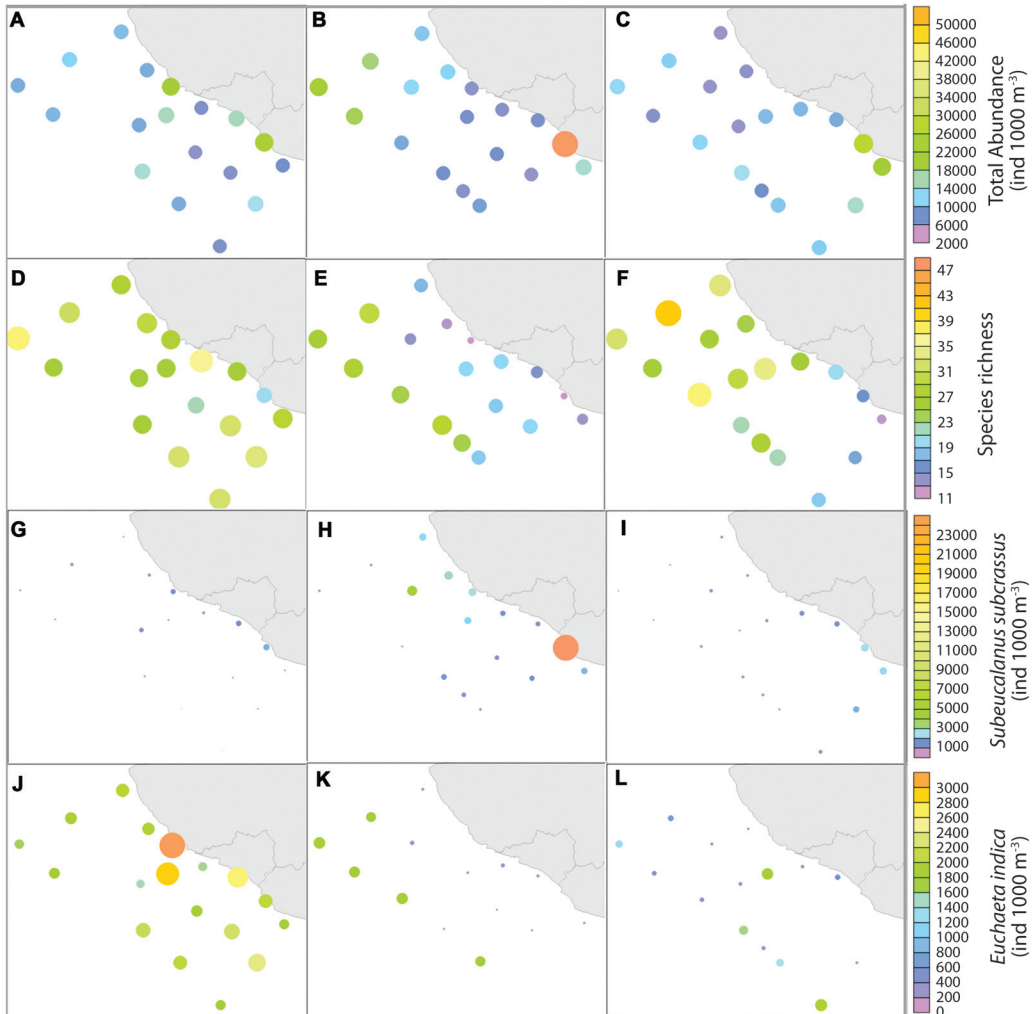 A
B
C
50000
46000
42000
38000
34000
30000
26000
22000
18000
14000
10000
6000
2000
Total Abundance
(ind 1000 m⁻³)
D
E
F
47
43
39
35
31
27
23
19
15
11
Species richness
G
H
I
23000
21000
19000
17000
15000
13000
11000
9000
7000
5000
3000
1000
Subeucalanus subcrassus
(ind 1000 m⁻³)
J
K
L
3000
2800
2600
2400
2200
2000
1800
1600
1400
1200
1000
800
600
400
200
0
Euchaeta indica
(ind 1000 m⁻³)